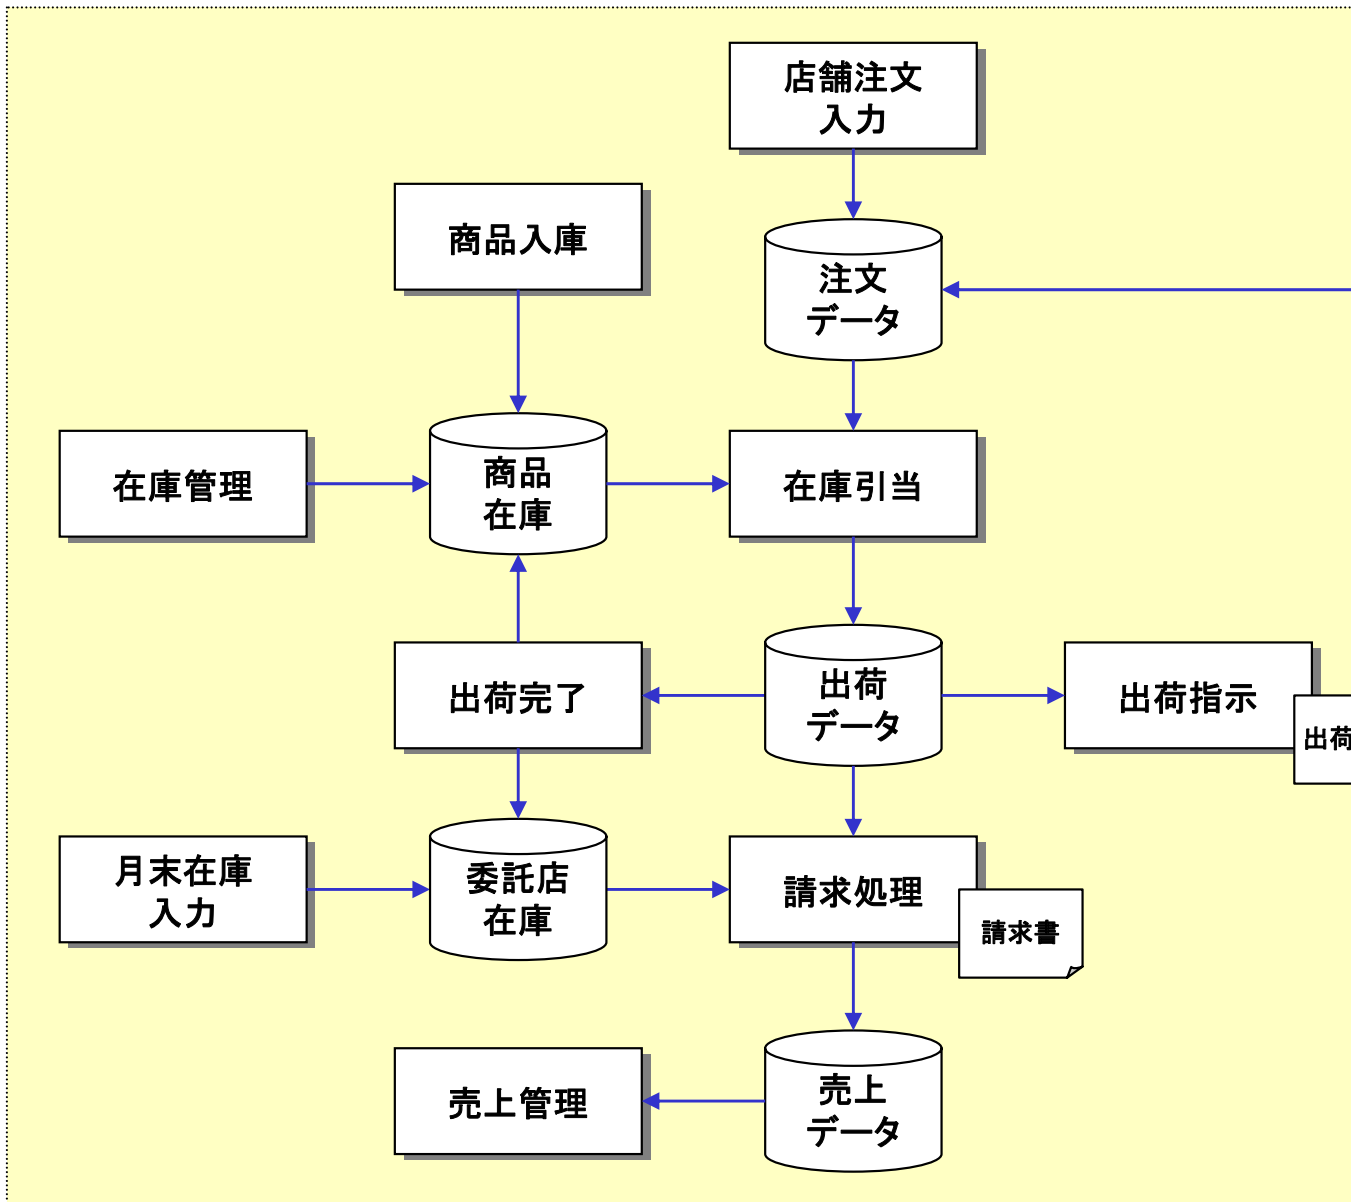 店舗注文
入力
商品入庫
注文
データ
在庫管理
商品
在庫
在庫引当
出荷完了
出荷
データ
出荷指示
出荷
月末在庫
入力
委託店
在庫
請求処理
請求書
売上管理
売上
データ